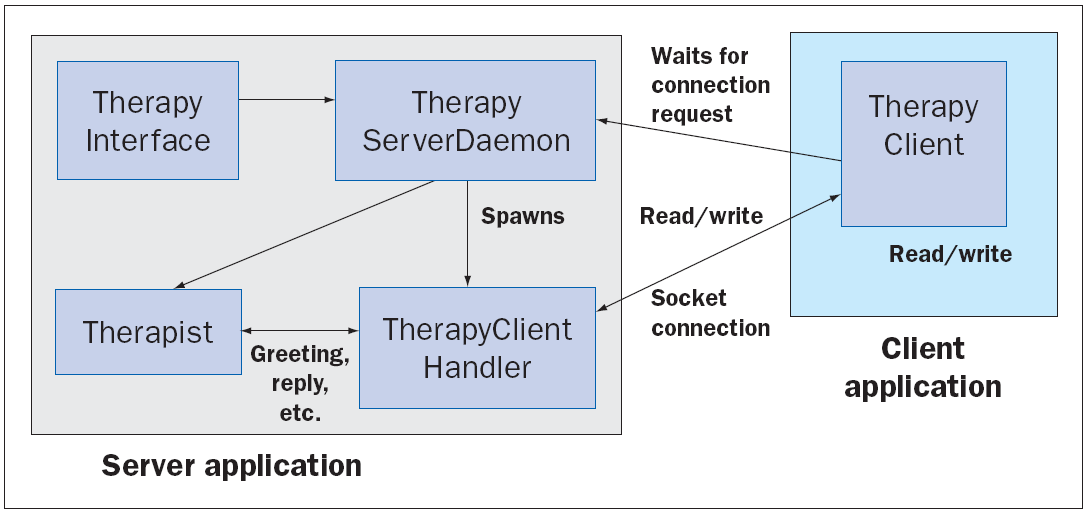 Therapy
Interface
Therapy
ServerDaemon
Waits for
connection
request
Therapy
Client
Spawns
Read/write
Read/write
Therapist
Greeting,
reply,
etc.
TherapyClient
Handler
Socket
connection
Client
application
Server application